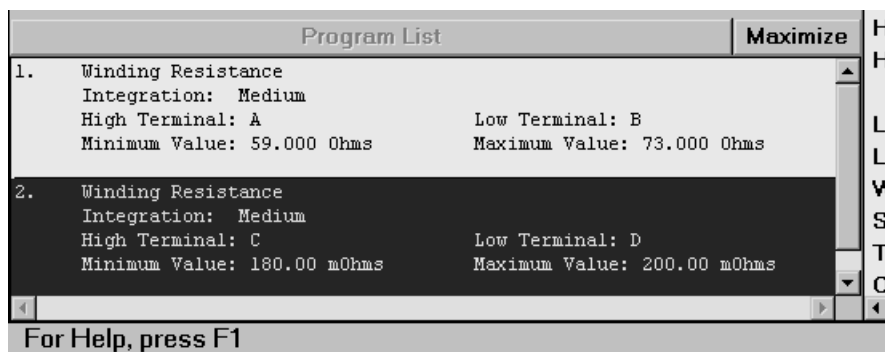 Program List Maximize
1. Winding Resistance
Integration: Medium
High Terminal: A Low Terminal: B
Minimum Value: 59.000 Ohms Maximum Value: 73.000 Ohms
2. Winding Resistance
Integration: Medium
High Terminal: C Low Terminal: D
Minimum Value: 180.00 mOhms Maximum Value: 200.00 mOhms
For Help, press F1
H
H
L
L
W
S
T
C